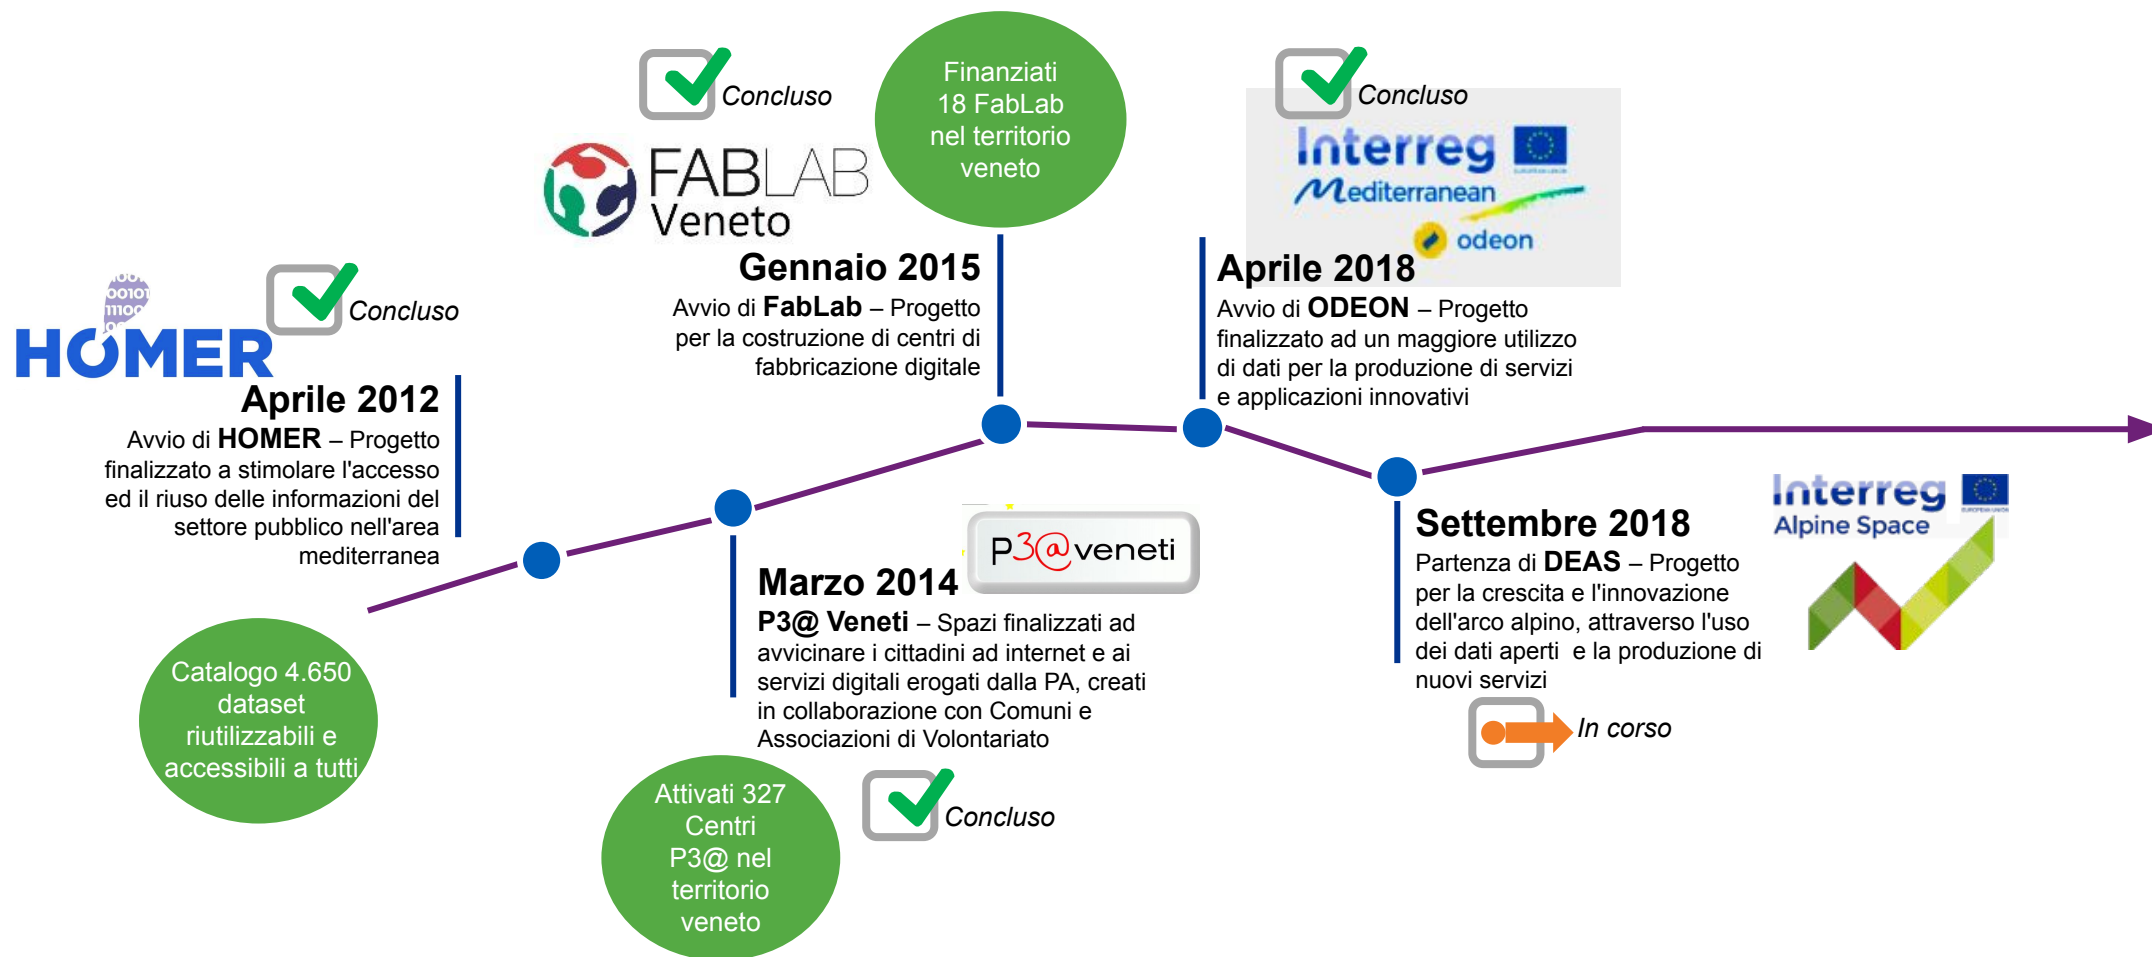 HOMER
Concluso
Aprile 2012
Avvio di HOMER – Progetto
finalizzato a stimolare l'accesso
ed il riuso delle informazioni del
settore pubblico nell'area
mediterranea
Catalogo 4.650
dataset
riutilizzabili e
accessibili a tutti
Concluso
FABLAB
Veneto
Gennaio 2015
Avvio di FabLab – Progetto
per la costruzione di centri di
fabbricazione digitale
Finanziati
18 FabLab
nel territorio
veneto
P3@veneti
Marzo 2014
P3@ Veneti – Spazi finalizzati ad
avvicinare i cittadini ad internet e ai
servizi digitali erogati dalla PA, creati
in collaborazione con Comuni e
Associazioni di Volontariato
Attivati 327
Centri
P3@ nel
territorio
veneto
Concluso
Concluso
Interreg
Mediterranean
odeon
Aprile 2018
Avvio di ODEON – Progetto
finalizzato ad un maggiore utilizzo
di dati per la produzione di servizi
e applicazioni innovativi
Interreg
Alpine Space
Settembre 2018
Partenza di DEAS – Progetto
per la crescita e l'innovazione
dell'arco alpino, attraverso l'uso
dei dati aperti e la produzione di
nuovi servizi
In corso